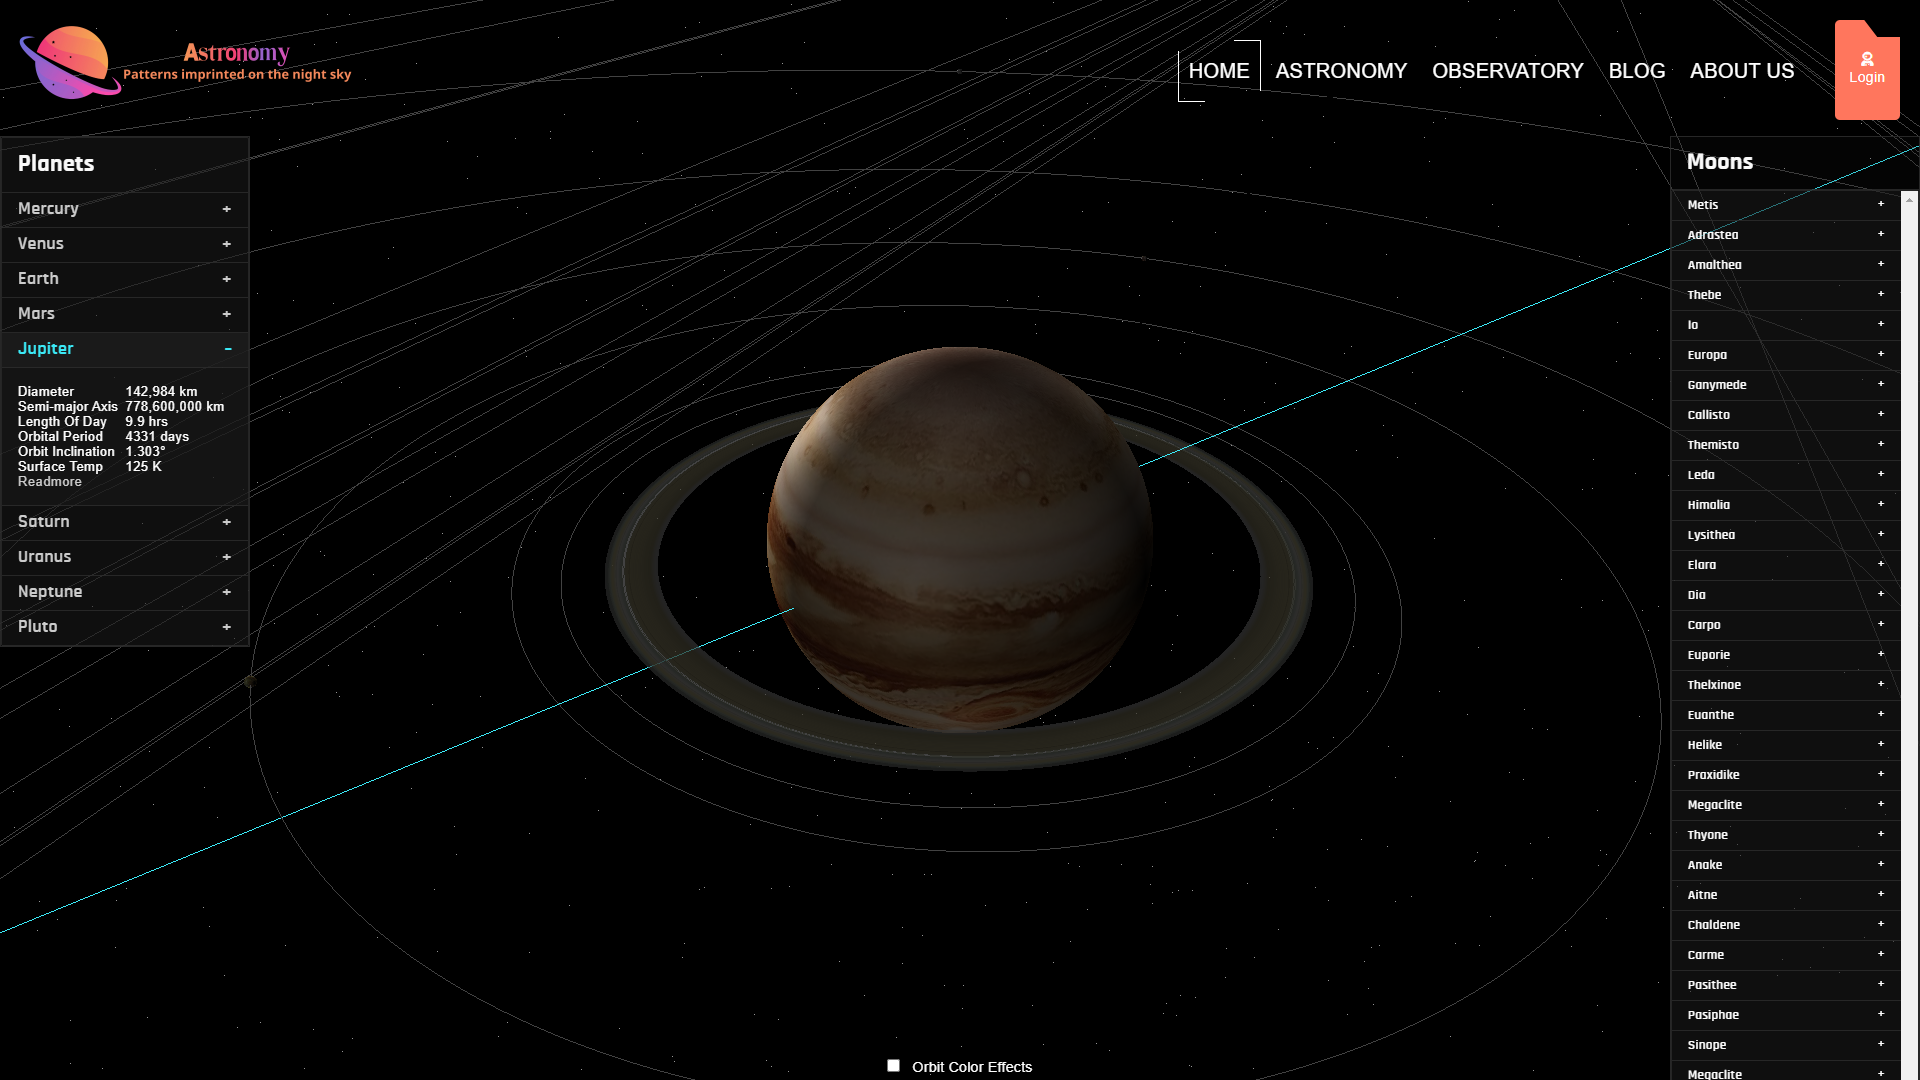 Astronomy
Patterns imprinted on the night sky
HOME
ASTRONOMY
OBSERVATORY
BLOG
ABOUT US
Login
Planets
Mercury +
Venus +
Earth +
Mars +
Jupiter -
Diameter 142,984 km
Semi-major Axis 778,600,000 km
Length Of Day 9.9 hrs
Orbital Period 4331 days
Orbit Inclination 1.303°
Surface Temp 125 K
Readmore
Saturn +
Uranus +
Neptune +
Pluto +
Moons
Metis +
Adrastea +
Amalthea +
Thebe +
Io +
Europa +
Ganymede +
Callisto +
Themisto +
Leda +
Himalia +
Lysithea +
Elara +
Dia +
Carpo +
Euporie +
Thelxinoe +
Euanthe +
Helike +
Praxidike +
Megaclite +
Thyone +
Anake +
Aitne +
Chaldene +
Carme +
Pasithee +
Pasiphae +
Sinope +
Megaclite +
Orbit Color Effects